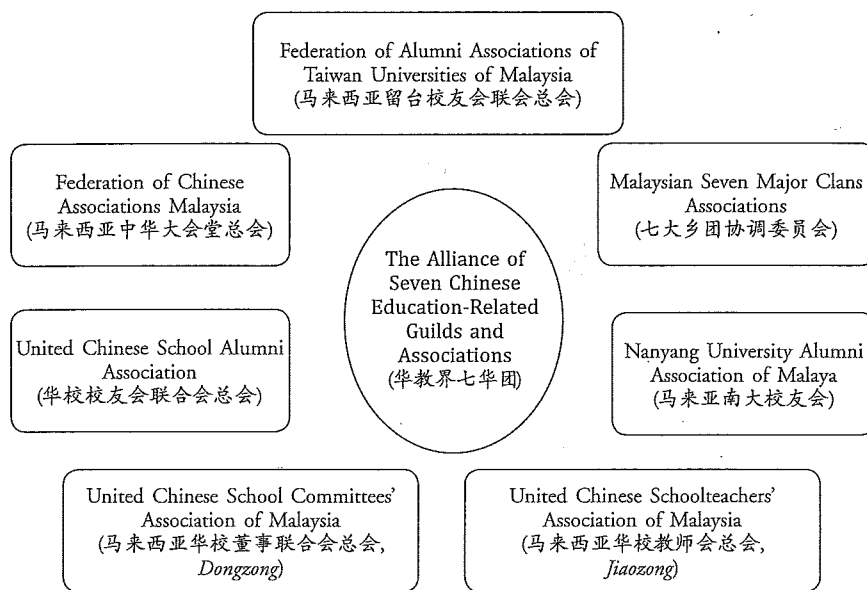 Federation of Alumni Associations of
Taiwan Universities of Malaysia
(马来西亚留台校友会联会总会)
Federation of Chinese
Associations Malaysia
(马来西亚中华大会堂总会)
Malaysian Seven Major Clans
Associations
(七大乡团协调委员会)
The Alliance of
Seven Chinese
Education-Related
Guilds and
Associations
(华教界七华团)
United Chinese School Alumni
Association
(华校校友会联合会总会)
Nanyang University Alumni
Association of Malaya
(马来亚南大校友会)
United Chinese School Committees'
Association of Malaysia
(马来西亚华校董事联合会总会,
Dongzong)
United Chinese Schoolteachers'
Association of Malaysia
(马来西亚华校教师会总会,
Jiaozong)